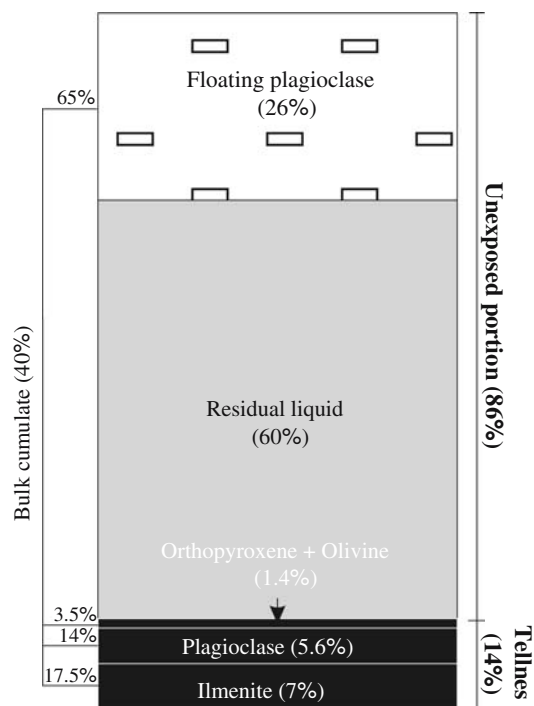 Floating plagioclase
(26%)
65%
Unexposed portion (86%)
Bulk cumulate (40%)
Residual liquid
(60%)
Orthopyroxene + Olivine
(1.4%)
3.5%
14%
Plagioclase (5.6%)
17.5%
Ilmenite (7%)
Tellnes
(14%)